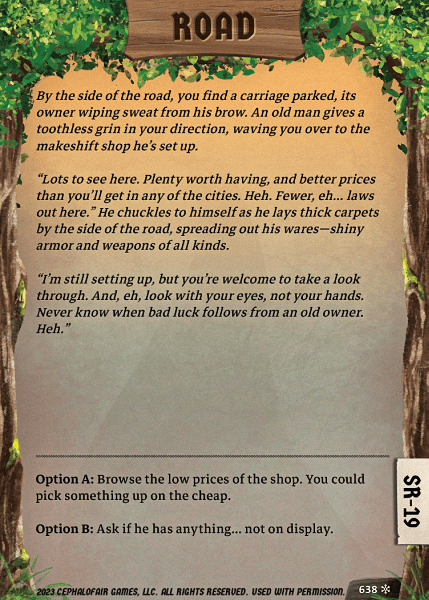 ROAD
By the side of the road, you find a carriage parked, its
owner wiping sweat from his brow. An old man gives a
toothless grin in your direction, waving you over to the
makeshift shop he’s set up.
“Lots to see here. Plenty worth having, and better prices
than you’ll get in any of the cities. Heh. Fewer, eh... laws
out here.” He chuckles to himself as he lays thick carpets
by the side of the road, spreading out his wares—shiny
armor and weapons of all kinds.
“I’m still setting up, but you’re welcome to take a look
through. And, eh, look with your eyes, not your hands.
Never know when bad luck follows from an old owner.
Heh.”
Option A: Browse the low prices of the shop. You could
pick something up on the cheap.
Option B: Ask if he has anything... not on display.
SR-19
2023 CEPHALOFAIR GAMES, LLC. ALL RIGHTS RESERVED. USED WITH PERMISSION.
638